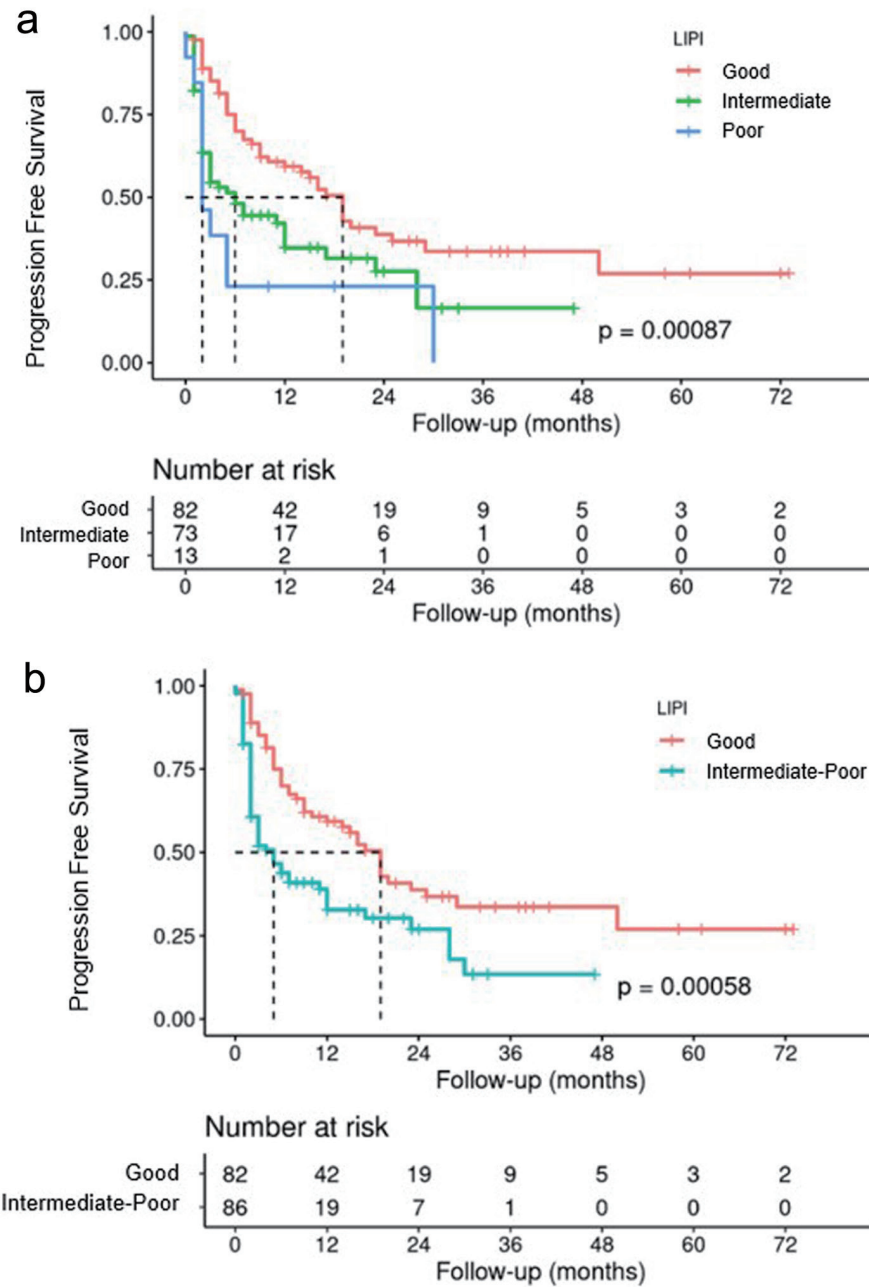 a
Progression Free Survival
1.00
0.75
0.50
0.25
0.00
LIPI
Good
Intermediate
Poor
p = 0.00087
0 12 24 36 48 60 72
Follow-up (months)
Number at risk
Good 82 42 19 9 5 3 2
Intermediate 73 17 6 1 0 0 0
Poor 13 2 1 0 0 0 0
0 12 24 36 48 60 72
Follow-up (months)
b
Progression Free Survival
1.00
0.75
0.50
0.25
0.00
LIPI
Good
Intermediate-Poor
p = 0.00058
0 12 24 36 48 60 72
Follow-up (months)
Number at risk
Good 82 42 19 9 5 3 2
Intermediate-Poor 86 19 7 1 0 0 0
0 12 24 36 48 60 72
Follow-up (months)